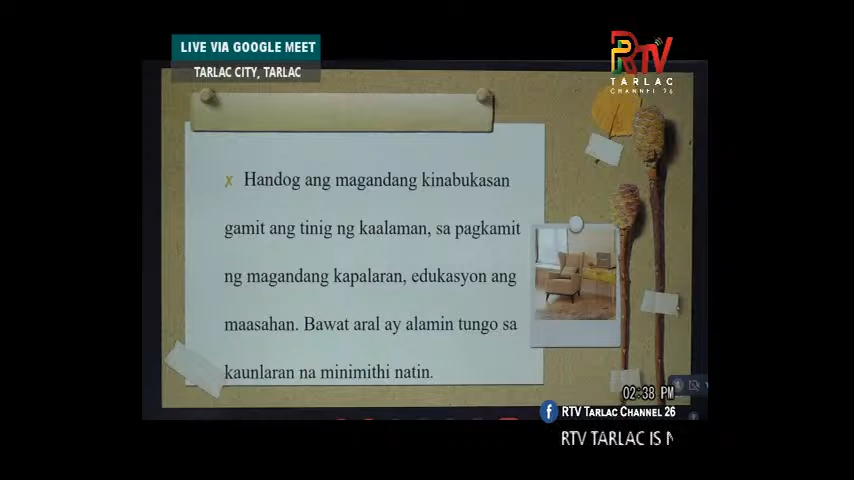 LIVE VIA GOOGLE MEET
TARLAC CITY, TARLAC
RTV
TARLAC
CHANNEL 26
x Handog ang magandang kinabukasan
gamit ang tinig ng kaalaman, sa pagkamit
ng magandang kapalaran, edukasyon ang
maasahan. Bawat aral ay alamin tungo sa
kaunlaran na minimithi natin.
02:38 PM
f RTV TARLAC CHANNEL 26
RTV TARLAC IS